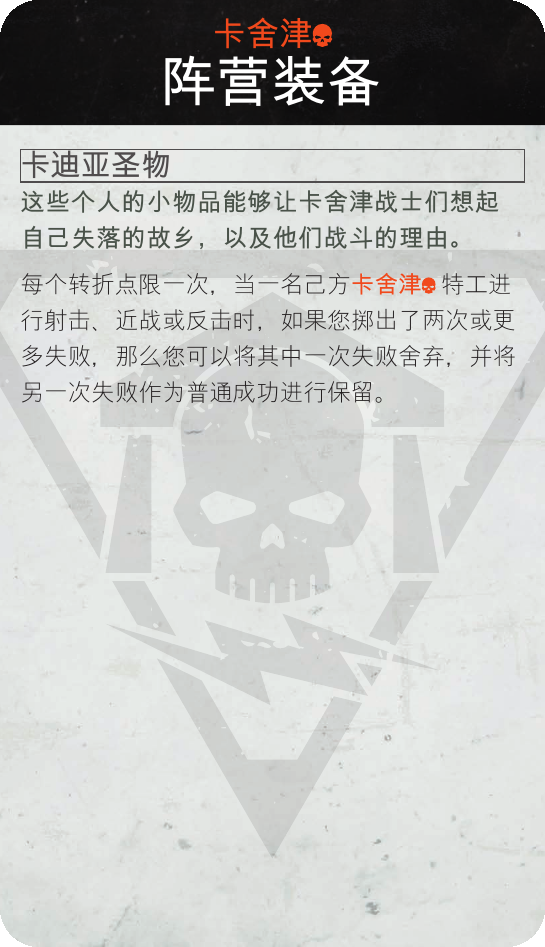 卡舍津
阵营装备
卡迪亚圣物
这些个人的小物品能够让卡舍津战士们想起
自己失落的故乡，以及他们战斗的理由。
每个转折点限一次，当一名己方卡舍津特工进
行射击、近战或反击时，如果您掷出了两次或更
多失败，那么您可以将其中一次失败舍弃，并将
另一次失败作为普通成功进行保留。